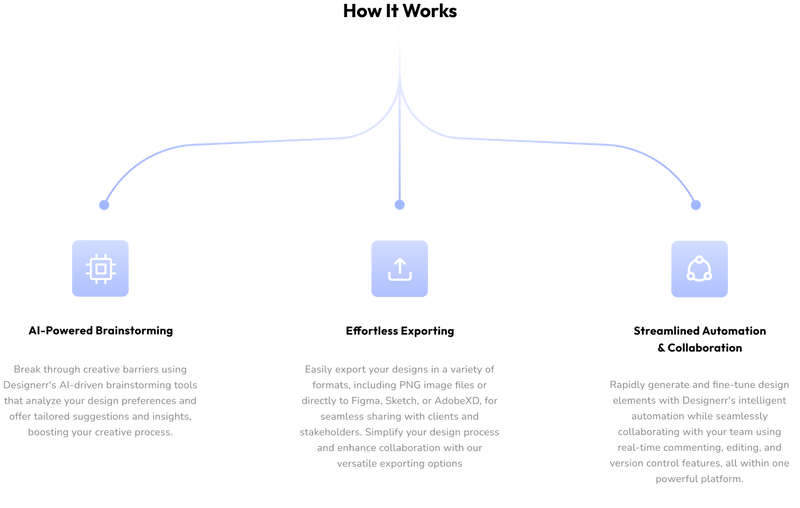 How It Works
AI-Powered Brainstorming
Break through creative barriers using
Designerr's AI-driven brainstorming tools
that analyze your design preferences and
offer tailored suggestions and insights,
boosting your creative process.
Effortless Exporting
Easily export your designs in a variety of
formats, including PNG image files or
directly to Figma, Sketch, or AdobeXD, for
seamless sharing with clients and
stakeholders. Simplify your design process
and enhance collaboration with our
versatile exporting options
Streamlined Automation
& Collaboration
Rapidly generate and fine-tune design
elements with Designerr's intelligent
automation while seamlessly
collaborating with your team using
real-time commenting, editing, and
version control features, all within one
powerful platform.